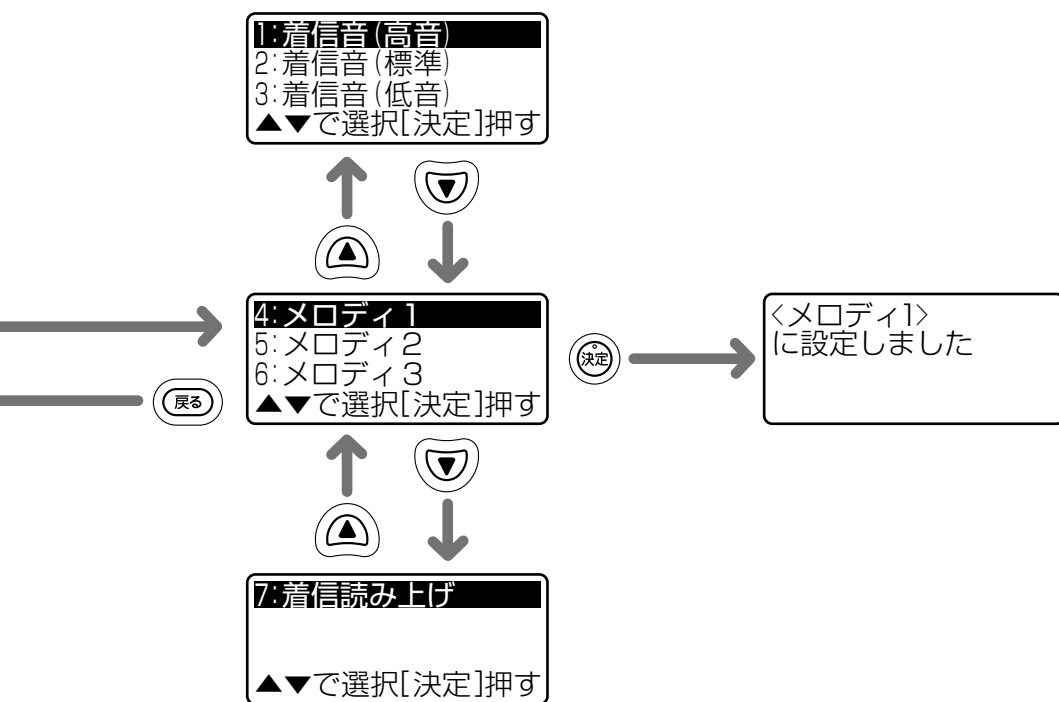 1:着信音(高音)
2:着信音(標準)
3:着信音(低音)
▲▼で選択[決定]押す
4:メロディ1
5:メロディ2
6:メロディ3
▲▼で選択[決定]押す
決定
<メロディ1>
に設定しました
戻る
7:着信読み上げ
▲▼で選択[決定]押す